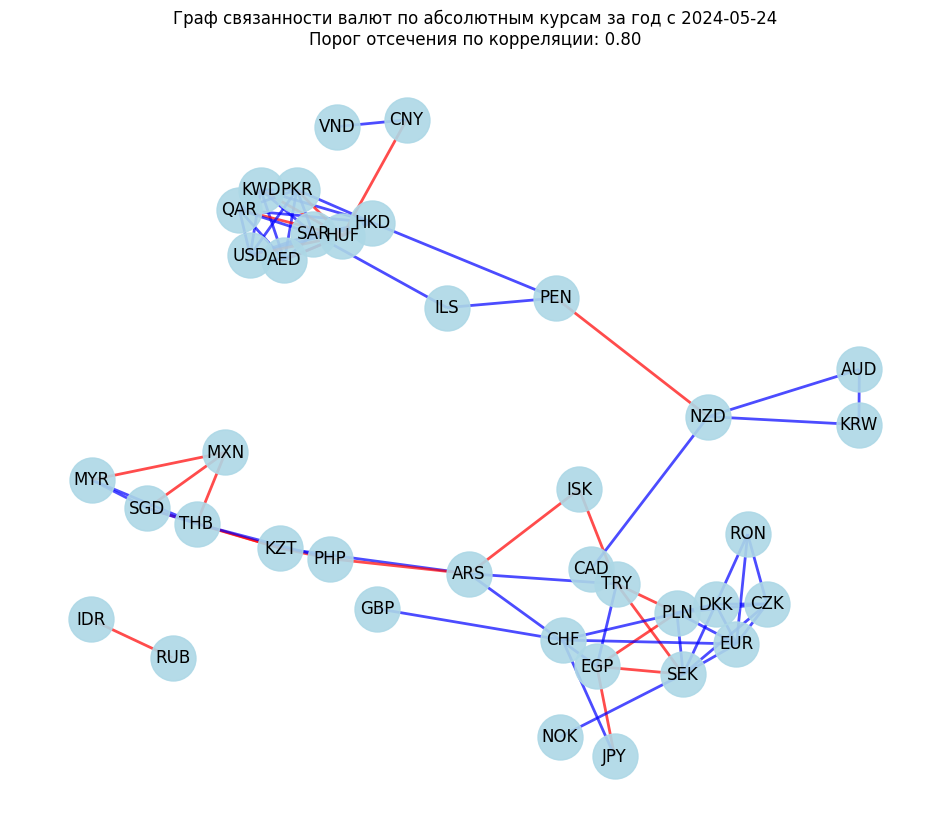 Граф связанности валют по абсолютным курсам за год с 2024-05-24
Порог отсечения по корреляции: 0.80
VND
CNY
KWD
PKR
QAR
SAR
HUF
HKD
USD
AED
ILS
PEN
AUD
NZD
KRW
MXN
MYR
SGD
THB
ISK
RON
KZT
PHP
ARS
CAD
TRY
GBP
PLN
DKK
CZK
IDR
CHF
EUR
RUB
EGP
SEK
NOK
JPY